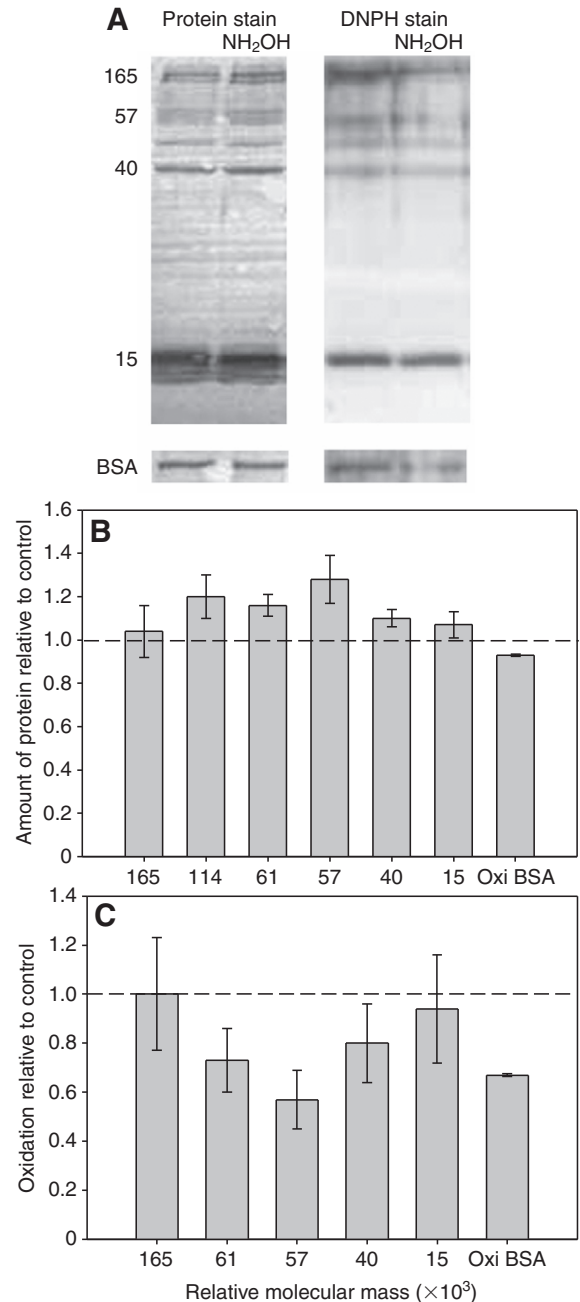 A
Protein stain
NH₂OH
DNPH stain
NH₂OH
165
57
40
15
BSA
B
Amount of protein relative to control
1.6
1.4
1.2
1.0
0.8
0.6
0.4
0.2
0
165 114 61 57 40 15 Oxi BSA
C
Oxidation relative to control
1.4
1.2
1.0
0.8
0.6
0.4
0.2
0
165 61 57 40 15 Oxi BSA
Relative molecular mass (×10³)